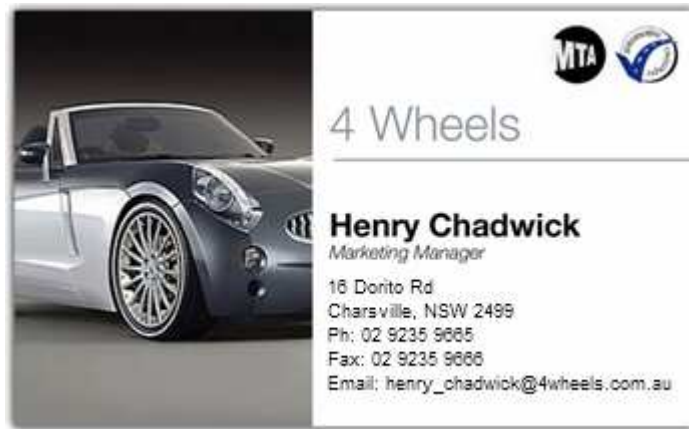 MTA
4 Wheels
Henry Chadwick
Marketing Manager
16 Dorito Rd
Charsville, NSW 2499
Ph: 02 9235 9665
Fax: 02 9235 9666
Email: henry_chadwick@4wheels.com.au